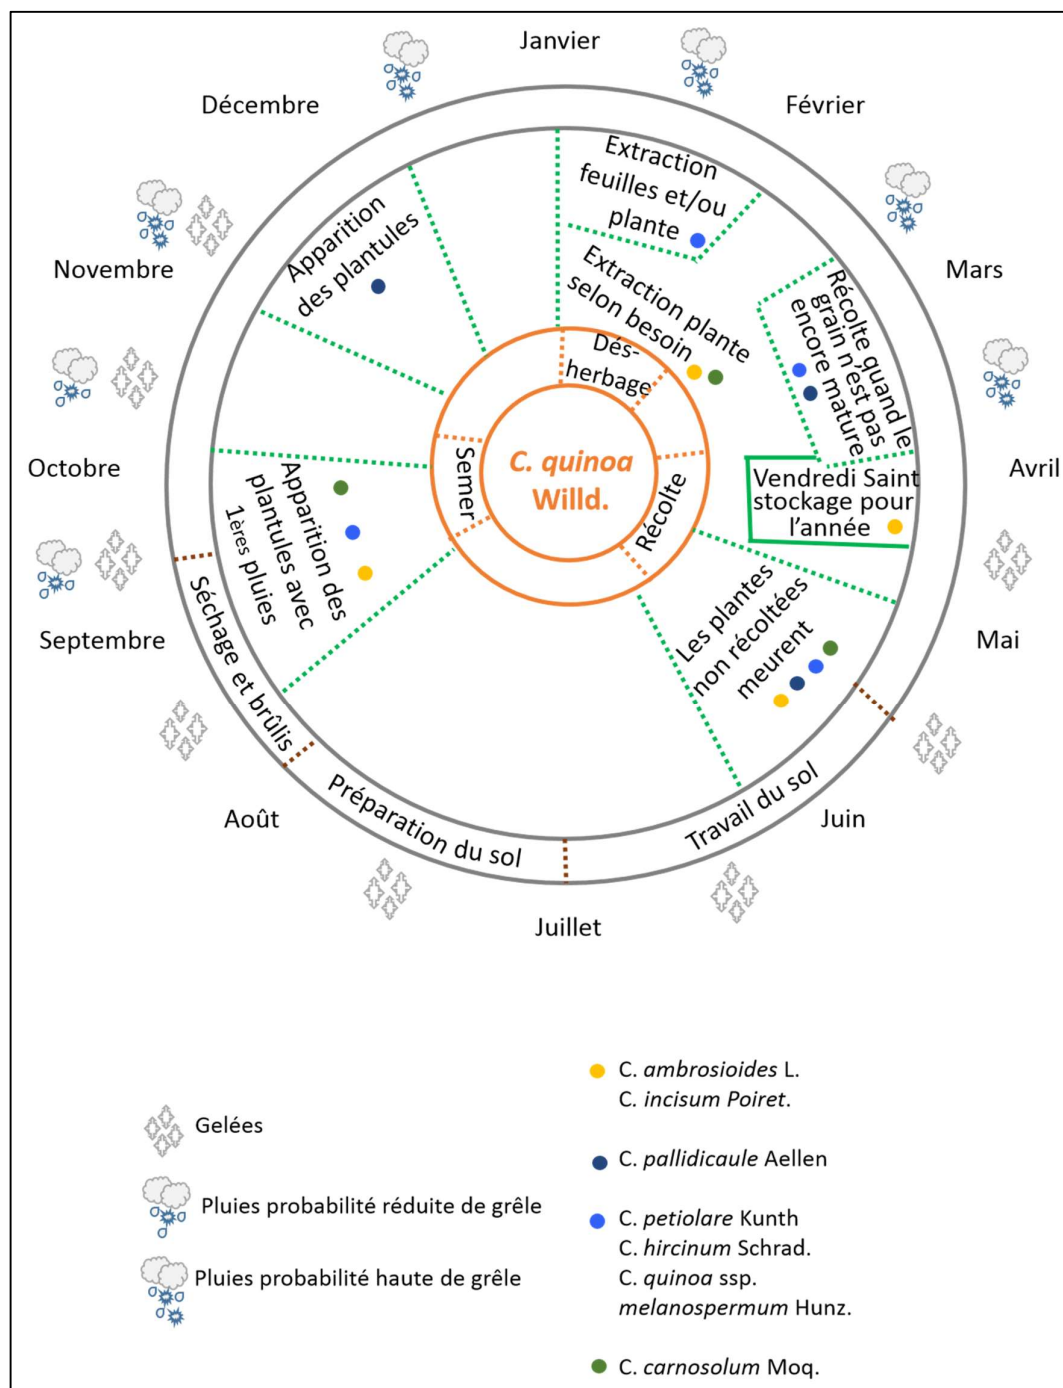 Janvier
Février
Mars
Avril
Mai
Juin
Juillet
Août
Septembre
Octobre
Novembre
Décembre
Extraction
feuilles et/ou
plante
Extraction plante
selon besoin
Récolte quand le
grain n'est pas
encore mature
Vendredi Saint
stockage pour
l'année
Les plantes
non récoltées
meurent
Apparition des
plantules avec
1ères pluies
Apparition
des plantules
Dés-
herbage
Récolte
Semer
C. quinoa
Willd.
Travail du sol
Préparation du sol
Séchage et brûlis
Gelées
Pluies probabilité réduite de grêle
Pluies probabilité haute de grêle
C. ambrosioides L.
C. incisum Poiret.
C. pallidicaule Aellen
C. petiolare Kunth
C. hircinum Schrad.
C. quinoa ssp.
melanospermum Hunz.
C. carnosolum Moq.